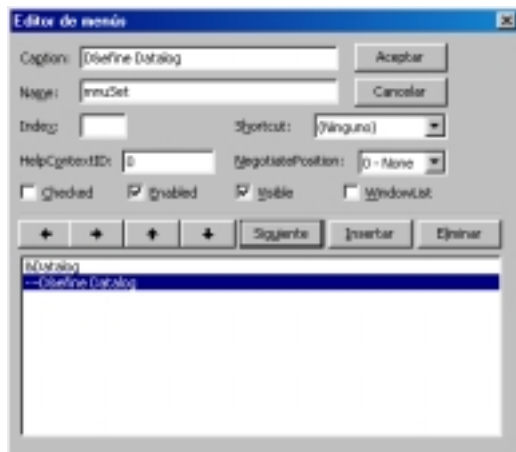 Editor de menús
Caption: D&efine Datalog
Aceptar
Name: mnuSet
Cancelar
Index:
Shortcut: (Ninguno)
HelpContextID: 0
NegotiatePosition: 0 - None
Checked
Enabled
Visible
WindowList
Siguiente
Insertar
Eliminar
&Datalog
···D&efine Datalog